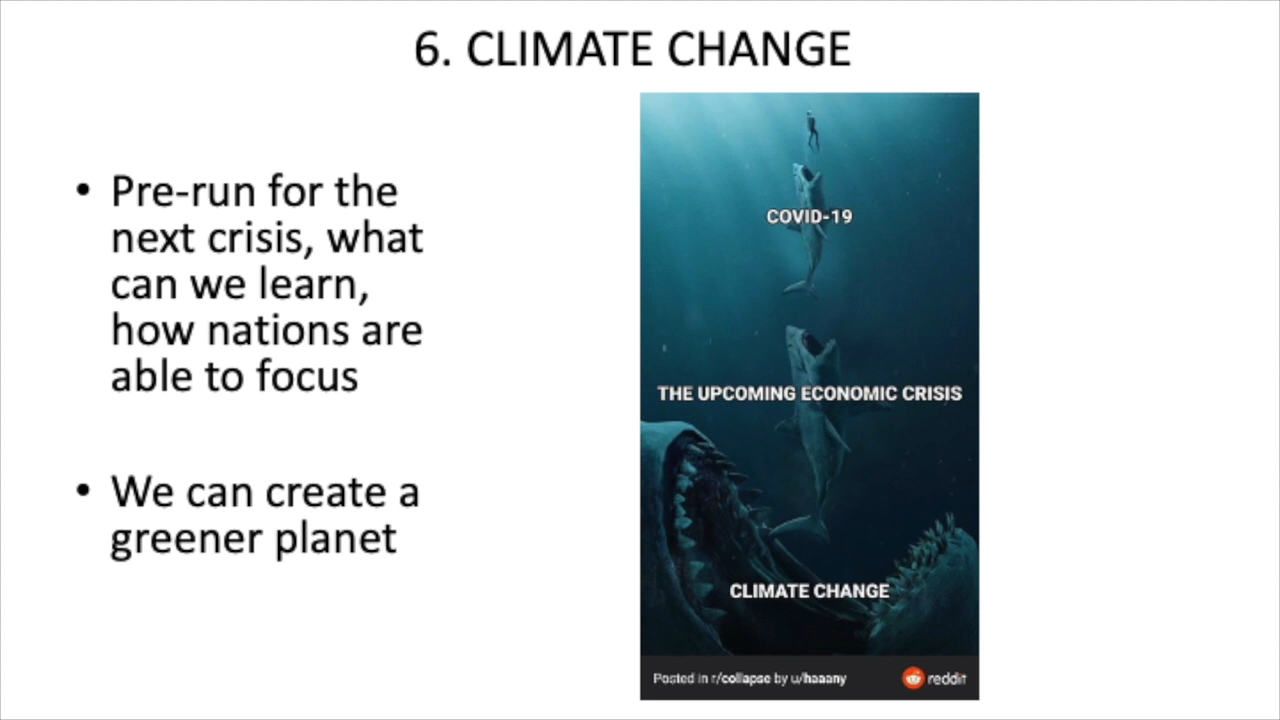 6. CLIMATE CHANGE
• Pre-run for the
next crisis, what
can we learn,
how nations are
able to focus
• We can create a
greener planet
COVID-19
THE UPCOMING ECONOMIC CRISIS
CLIMATE CHANGE
Posted in r/collapse by u/haaany
reddit